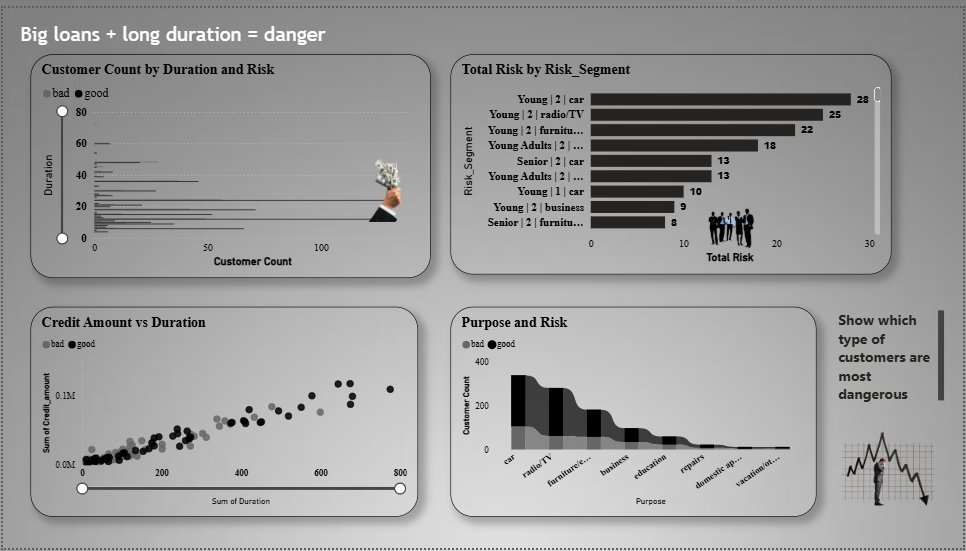 Big loans + long duration = danger
Customer Count by Duration and Risk
bad good
Duration
80
60
40
20
0
0 50 100
Customer Count
Total Risk by Risk_Segment
Risk_Segment
Young | 2 | car 28
Young | 2 | radio/TV 25
Young | 2 | furnitu... 22
Young Adults | 2 | ... 18
Senior | 2 | car 13
Young Adults | 2 | ... 13
Young | 1 | car 10
Young | 2 | business 9
Senior | 2 | furnitu... 8
0 10 20 30
Total Risk
Credit Amount vs Duration
bad good
Sum of Credit_amount
0.1M
0.0M
0 200 400 600 800
Sum of Duration
Purpose and Risk
bad good
Customer Count
400
200
0
car
radio/TV
furniture/e...
business
education
repairs
domestic ap...
vacation/ot...
Purpose
Show which
type of
customers are
most
dangerous